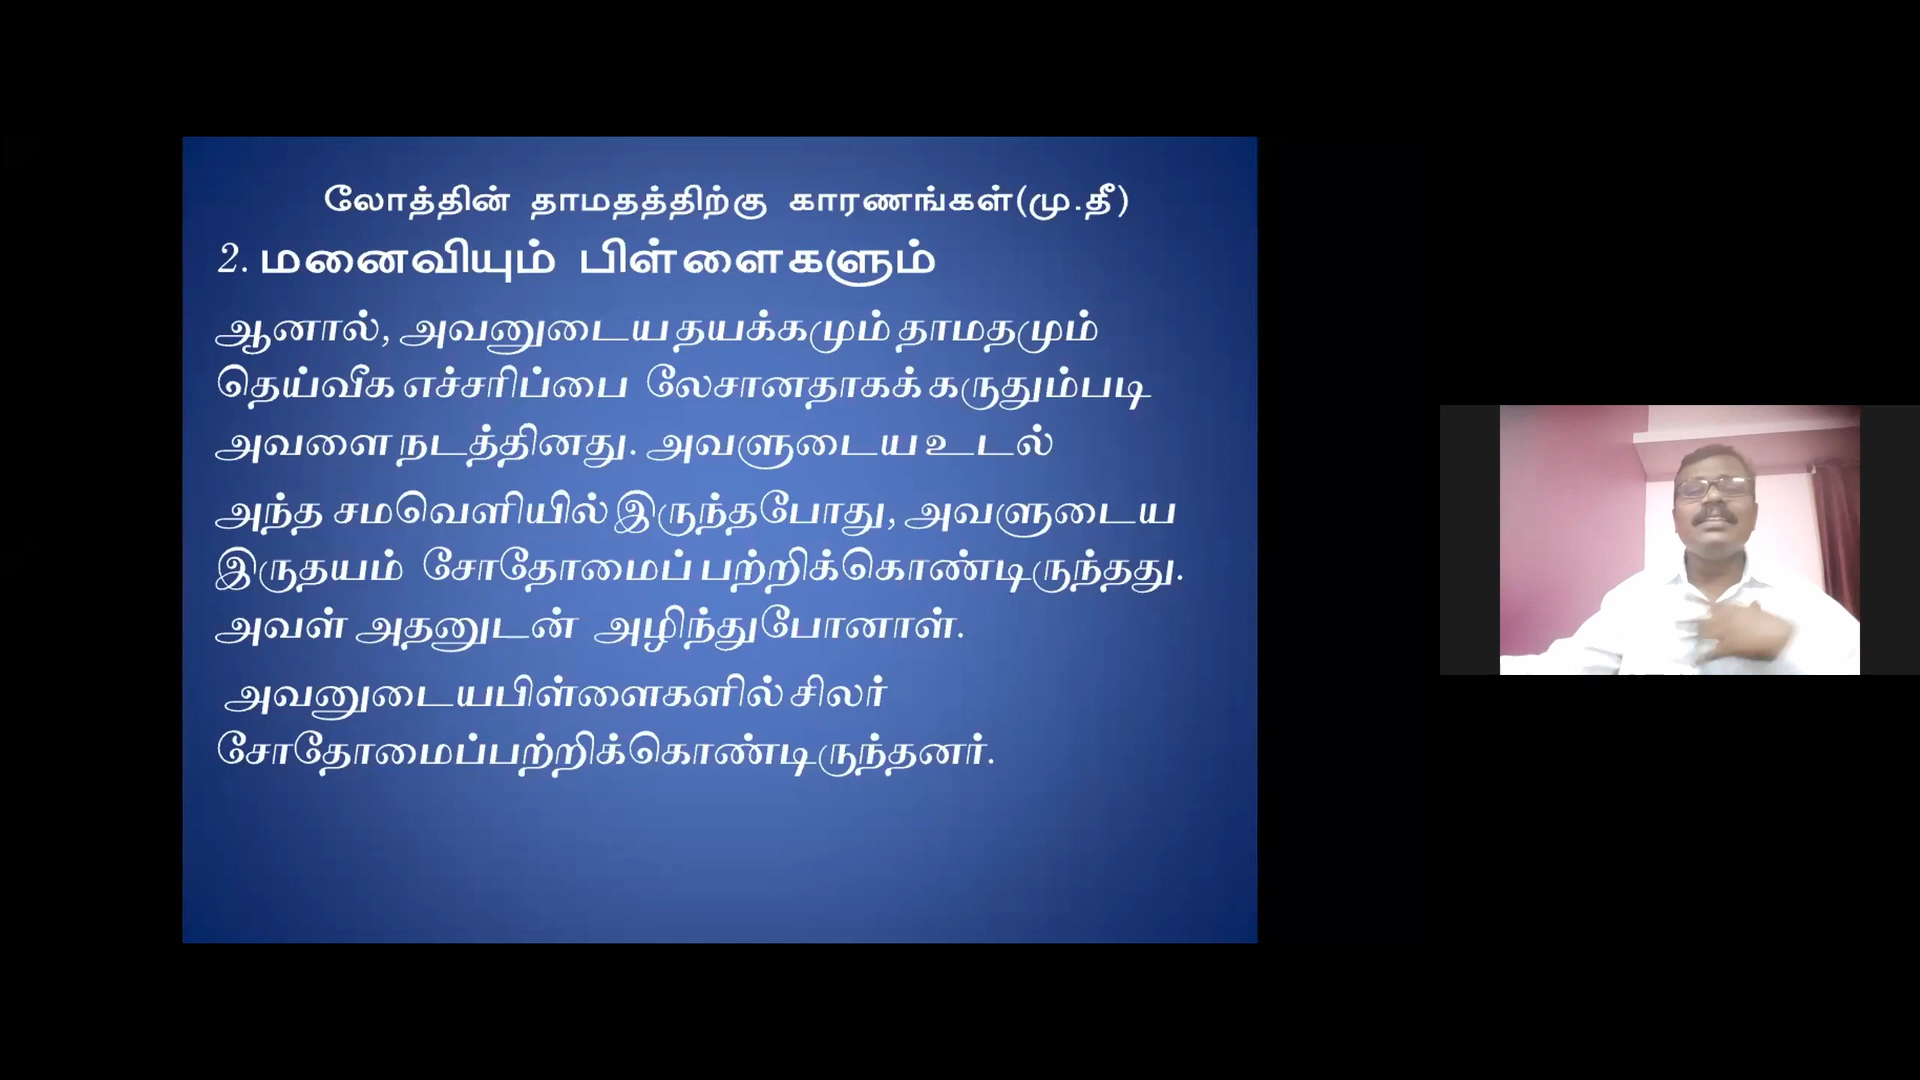 லோத்தின் தாமதத்திற்கு காரணங்கள்(மு.தீ)
2. மனைவியும் பிள்ளைகளும்
ஆனால், அவனுடைய தயக்கமும் தாமதமும்
தெய்வீக எச்சரிப்பை லேசானதாகக் கருதும்படி
அவளை நடத்தினது. அவளுடைய உடல்
அந்த சமவெளியில் இருந்தபோது, அவளுடைய
இருதயம் சோதோமைப் பற்றிக்கொண்டிருந்தது.
அவள் அதனுடன் அழிந்துபோனாள்.
அவனுடைய பிள்ளைகளில் சிலர்
சோதோமைப்பற்றிக்கொண்டிருந்தனர்.